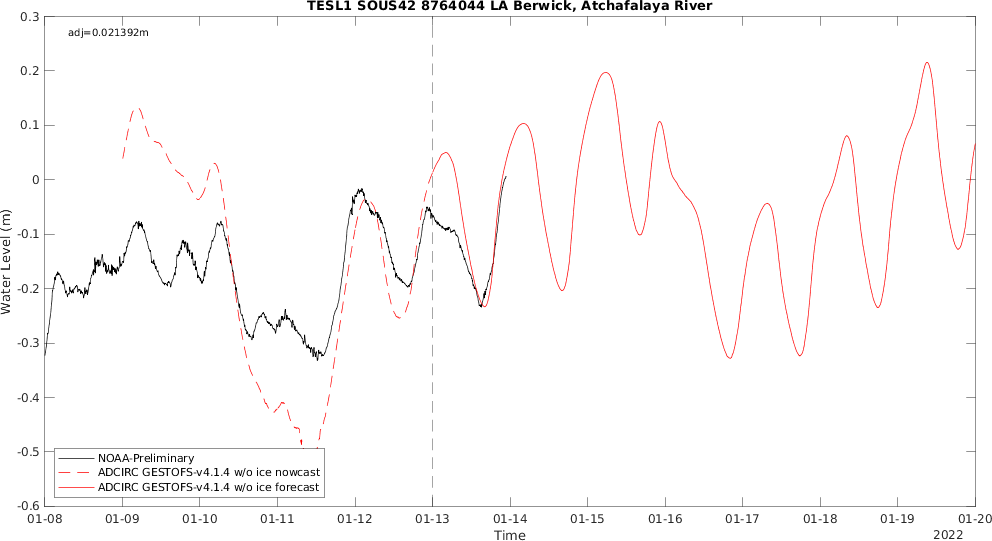 TESL1 SOUS42 8764044 LA Berwick, Atchafalaya River
adj=0.021392m
0.3
0.2
0.1
0
-0.1
-0.2
-0.3
-0.4
-0.5
-0.6
Water Level (m)
NOAA-Preliminary
ADCIRC GESTOFS-v4.1.4 w/o ice nowcast
ADCIRC GESTOFS-v4.1.4 w/o ice forecast
01-08 01-09 01-10 01-11 01-12 01-13 01-14 01-15 01-16 01-17 01-18 01-19 01-20
Time
2022